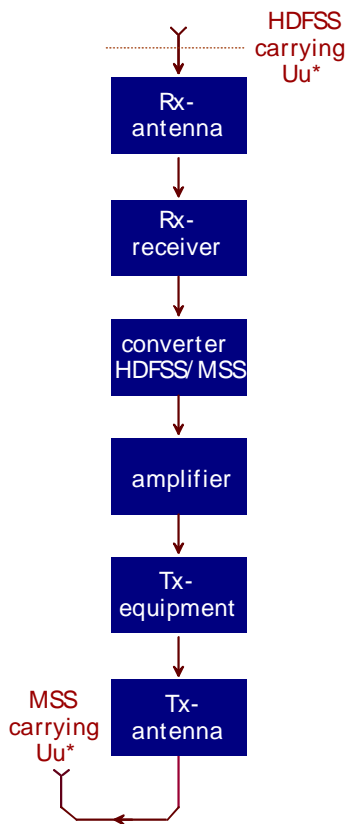 HDFSS
carrying
Uu*
Rx-
antenna
Rx-
receiver
converter
HDFSS/ MSS
amplifier
Tx-
equipment
Tx-
antenna
MSS
carrying
Uu*